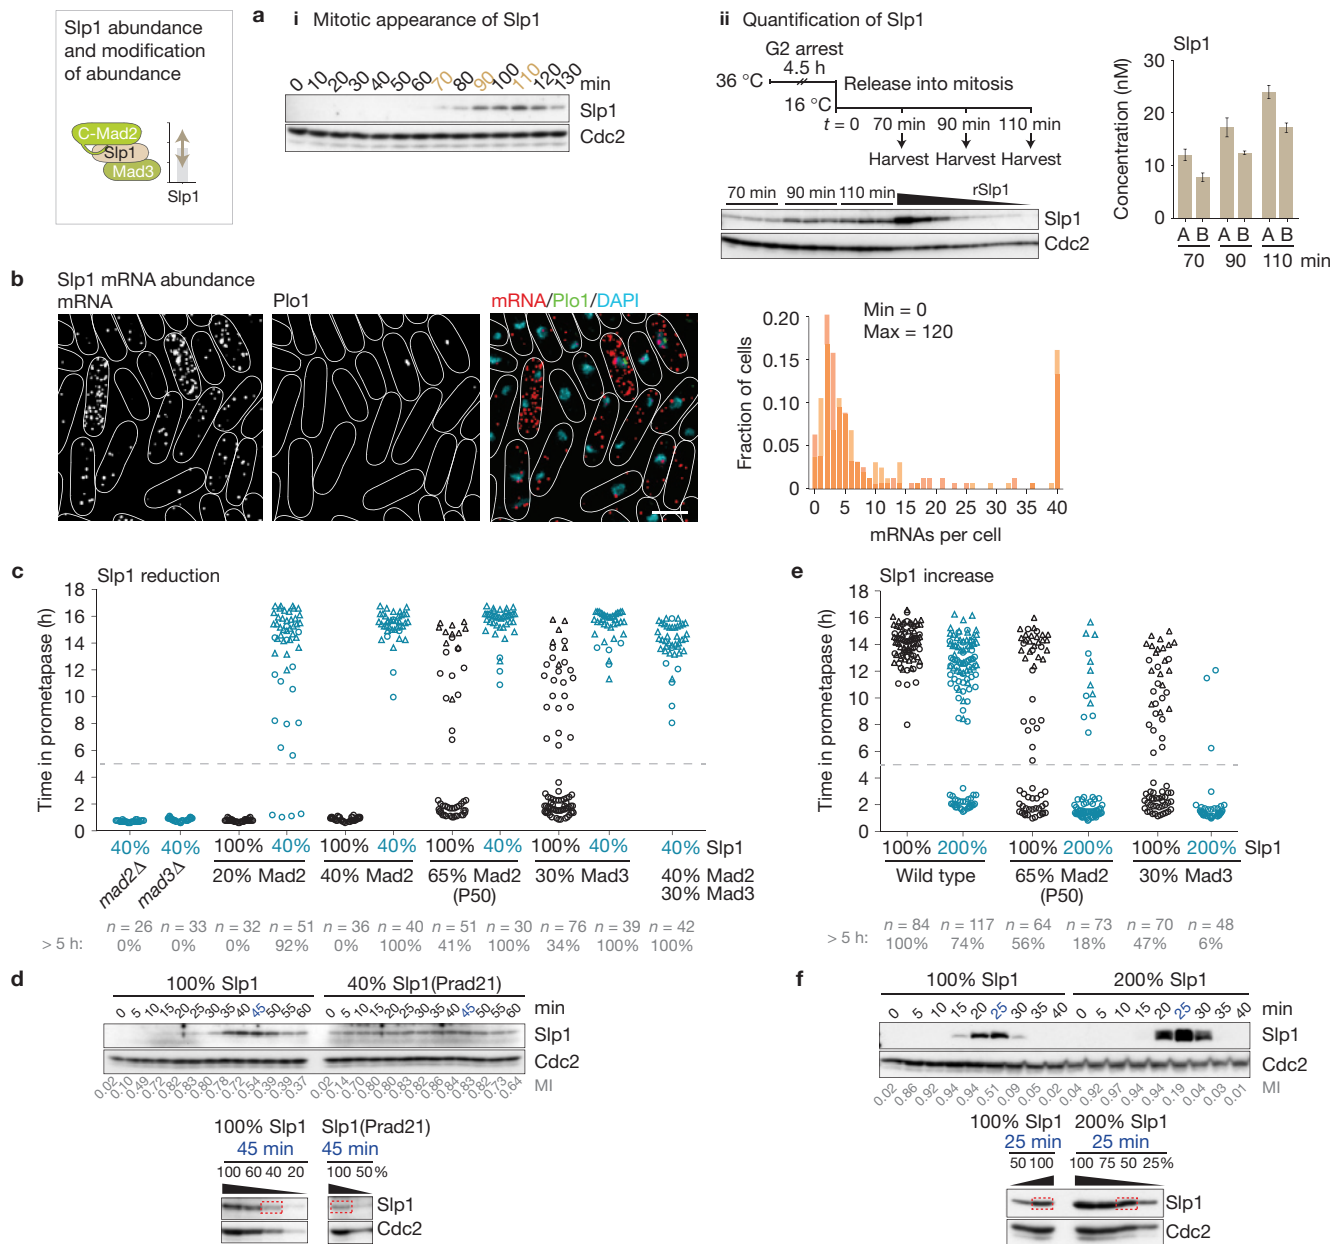 Slp1 abundance
and modification
of abundance
C-Mad2
Slp1
Mad3
Slp1
a
i Mitotic appearance of Slp1
0 10 20 30 40 50 60 70 80 90 100 110 120 130 min
Slp1
Cdc2
ii Quantification of Slp1
G2 arrest
4.5 h
36 °C
Release into mitosis
16 °C
t = 0 70 min 90 min 110 min
Harvest Harvest Harvest
70 min 90 min 110 min rSlp1
Slp1
Cdc2
Slp1
Concentration (nM)
30
20
10
0
A B A B A B
70 90 110 min
b
Slp1 mRNA abundance
mRNA
Plo1
mRNA/Plo1/DAPI
Min = 0
Max = 120
Fraction of cells
0.20
0.15
0.10
0.05
0
0 5 10 15 20 25 30 35 40
mRNAs per cell
c
Slp1 reduction
Time in prometapase (h)
18
16
14
12
10
8
6
4
2
0
40% 40% 100% 40% 100% 40% 100% 40% 100% 40% 40% Slp1
mad2Δ mad3Δ 20% Mad2 40% Mad2 65% Mad2 30% Mad3 40% Mad2
(P50) 30% Mad3
n = 26 n = 33 n = 32 n = 51 n = 36 n = 40 n = 51 n = 30 n = 76 n = 39 n = 42
> 5 h: 0% 0% 0% 92% 0% 100% 41% 100% 34% 100% 100%
e
Slp1 increase
Time in prometapase (h)
18
16
14
12
10
8
6
4
2
0
100% 200% 100% 200% 100% 200% Slp1
Wild type 65% Mad2 30% Mad3
(P50)
n = 84 n = 117 n = 64 n = 73 n = 70 n = 48
> 5 h: 100% 74% 56% 18% 47% 6%
d
100% Slp1 40% Slp1(Prad21)
0 5 10 15 20 25 30 35 40 45 50 55 60 0 5 10 15 20 25 30 35 40 45 50 55 60 min
Slp1
Cdc2
0.02 0.10 0.49 0.72 0.82 0.83 0.80 0.78 0.72 0.54 0.39 0.39 0.37 0.02 0.14 0.70 0.80 0.80 0.83 0.82 0.86 0.84 0.83 0.82 0.73 0.64 MI
100% Slp1 Slp1(Prad21)
45 min 45 min
100 60 40 20 100 50%
Slp1
Cdc2
f
100% Slp1 200% Slp1
0 5 10 15 20 25 30 35 40 0 5 10 15 20 25 30 35 40 min
Slp1
Cdc2
0.02 0.86 0.92 0.94 0.94 0.51 0.09 0.05 0.02 0.04 0.92 0.97 0.94 0.94 0.19 0.04 0.03 0.01 MI
100% Slp1 200% Slp1
25 min 25 min
50 100 100 75 50 25%
Slp1
Cdc2